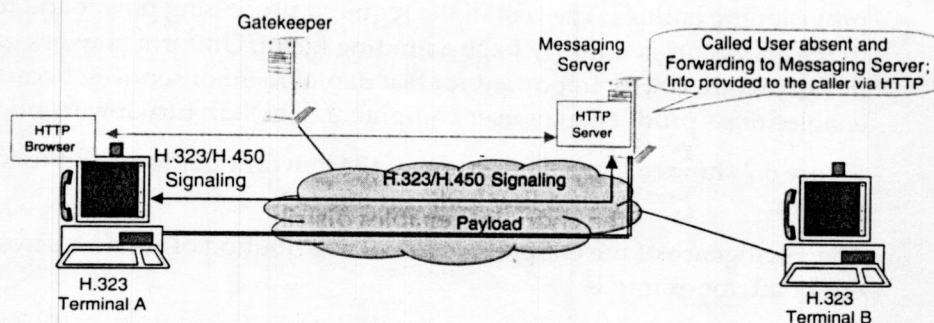 Gatekeeper
Messaging
Server
Called User absent and
Forwarding to Messaging Server;
Info provided to the caller via HTTP
HTTP
Browser
HTTP
Server
H.323/H.450
Signaling
H.323/H.450 Signaling
Payload
H.323
Terminal A
H.323
Terminal B